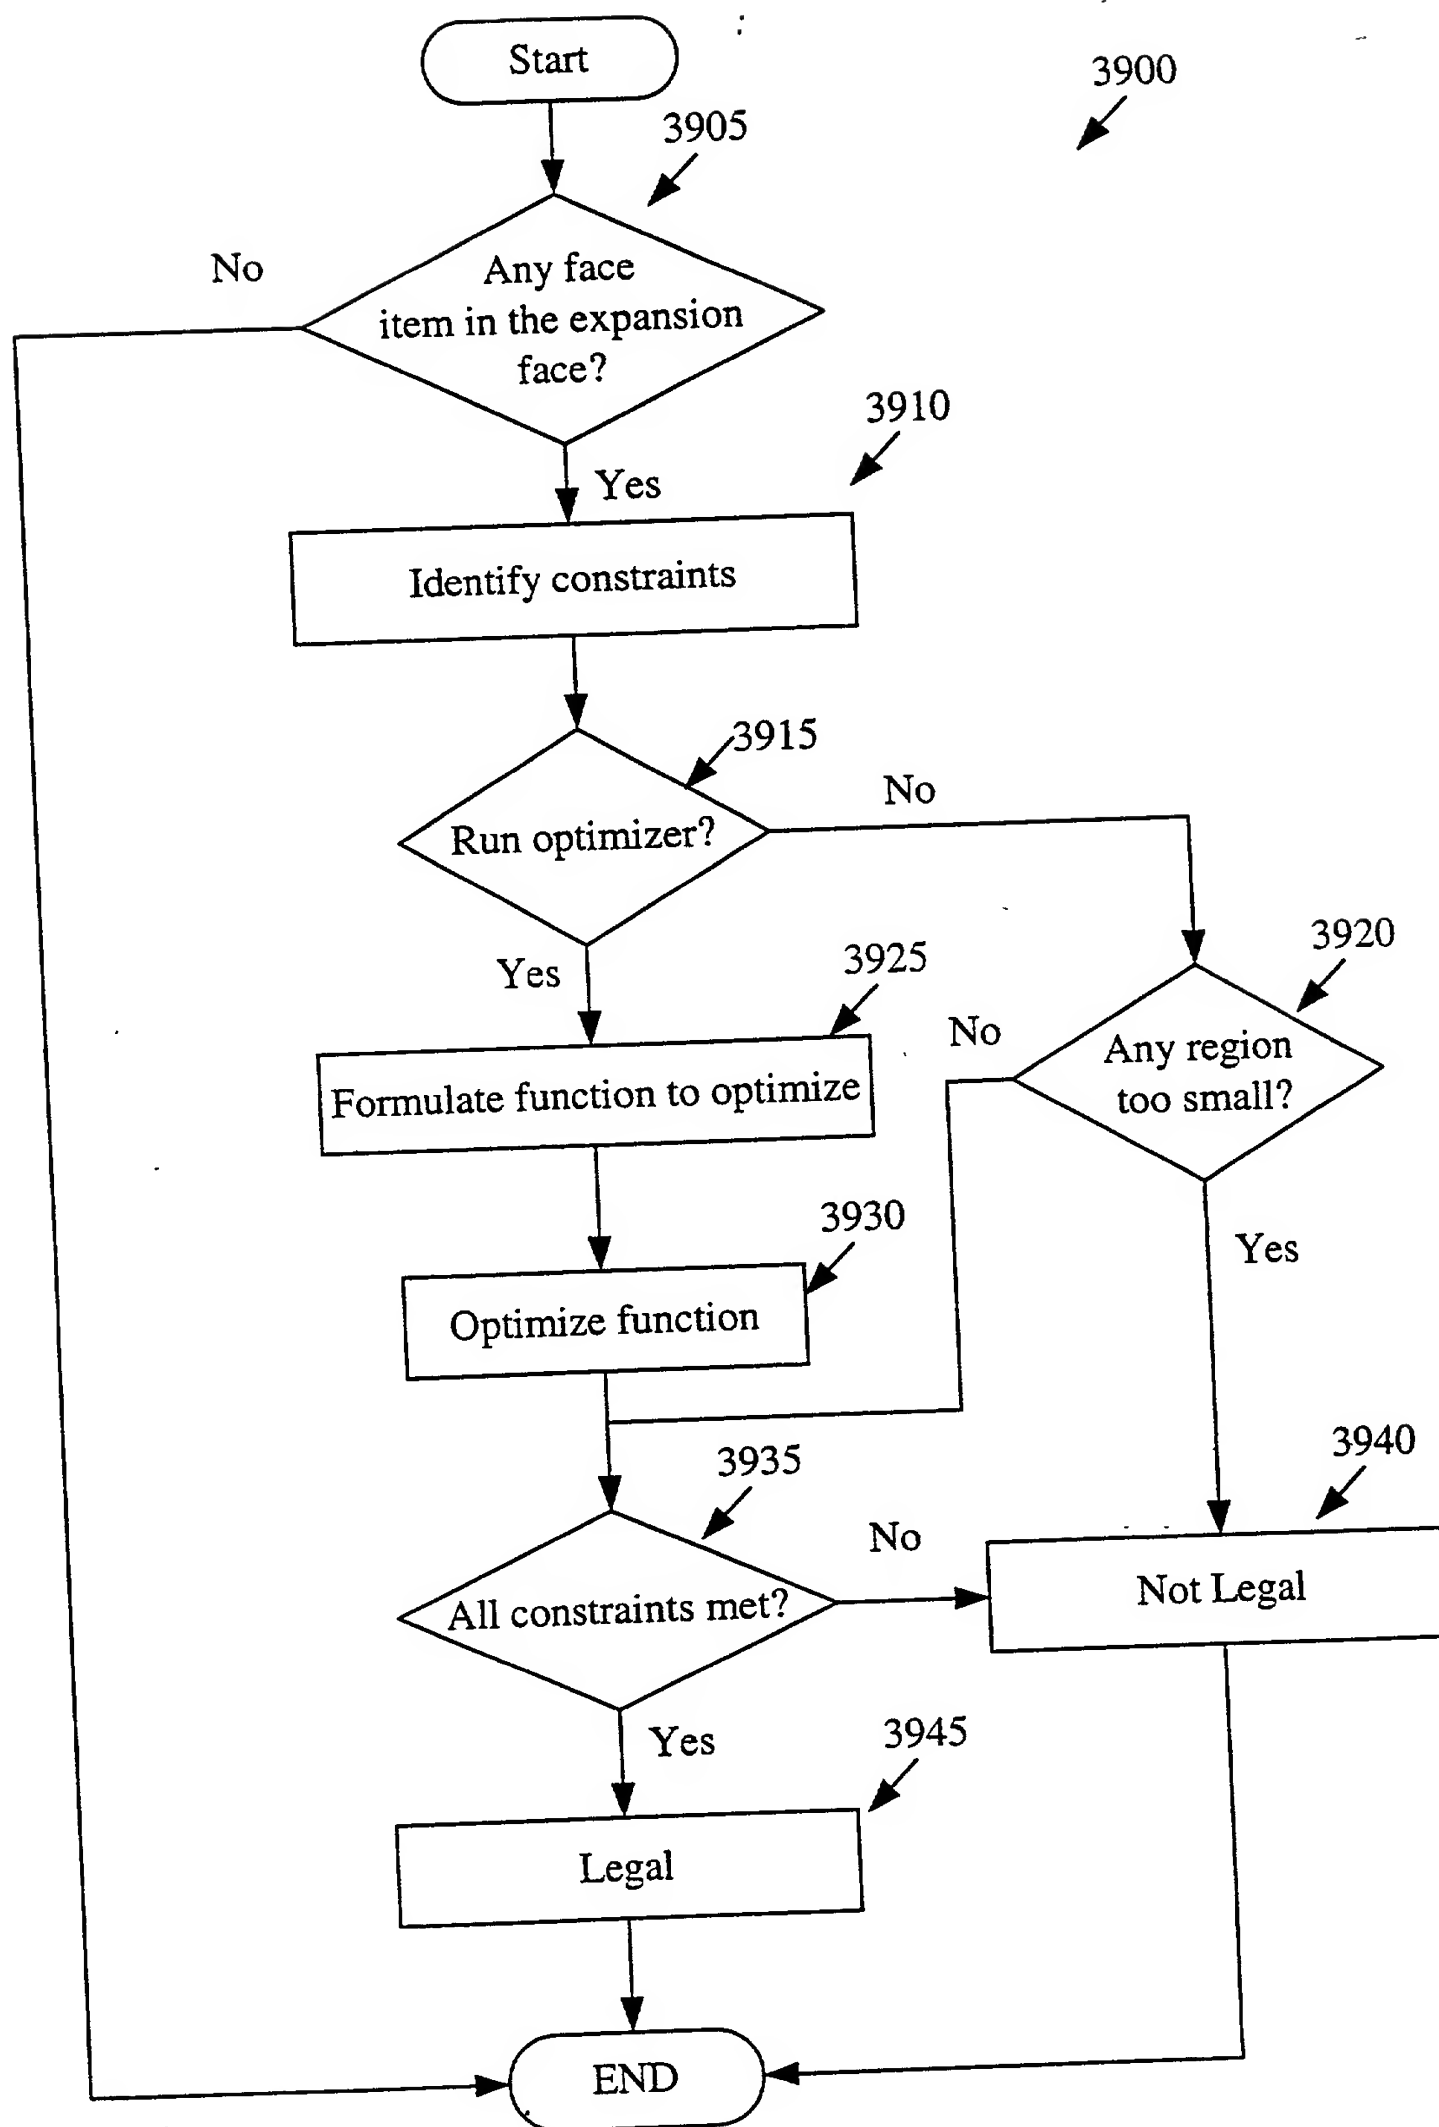 Start
3900
3905
No
Any face
item in the expansion
face?
3910
Yes
Identify constraints
3915
No
Run optimizer?
3920
Yes
3925
No
Any region
too small?
Formulate function to optimize
3930
Yes
Optimize function
3935
3940
No
Not Legal
All constraints met?
Yes
3945
Legal
END